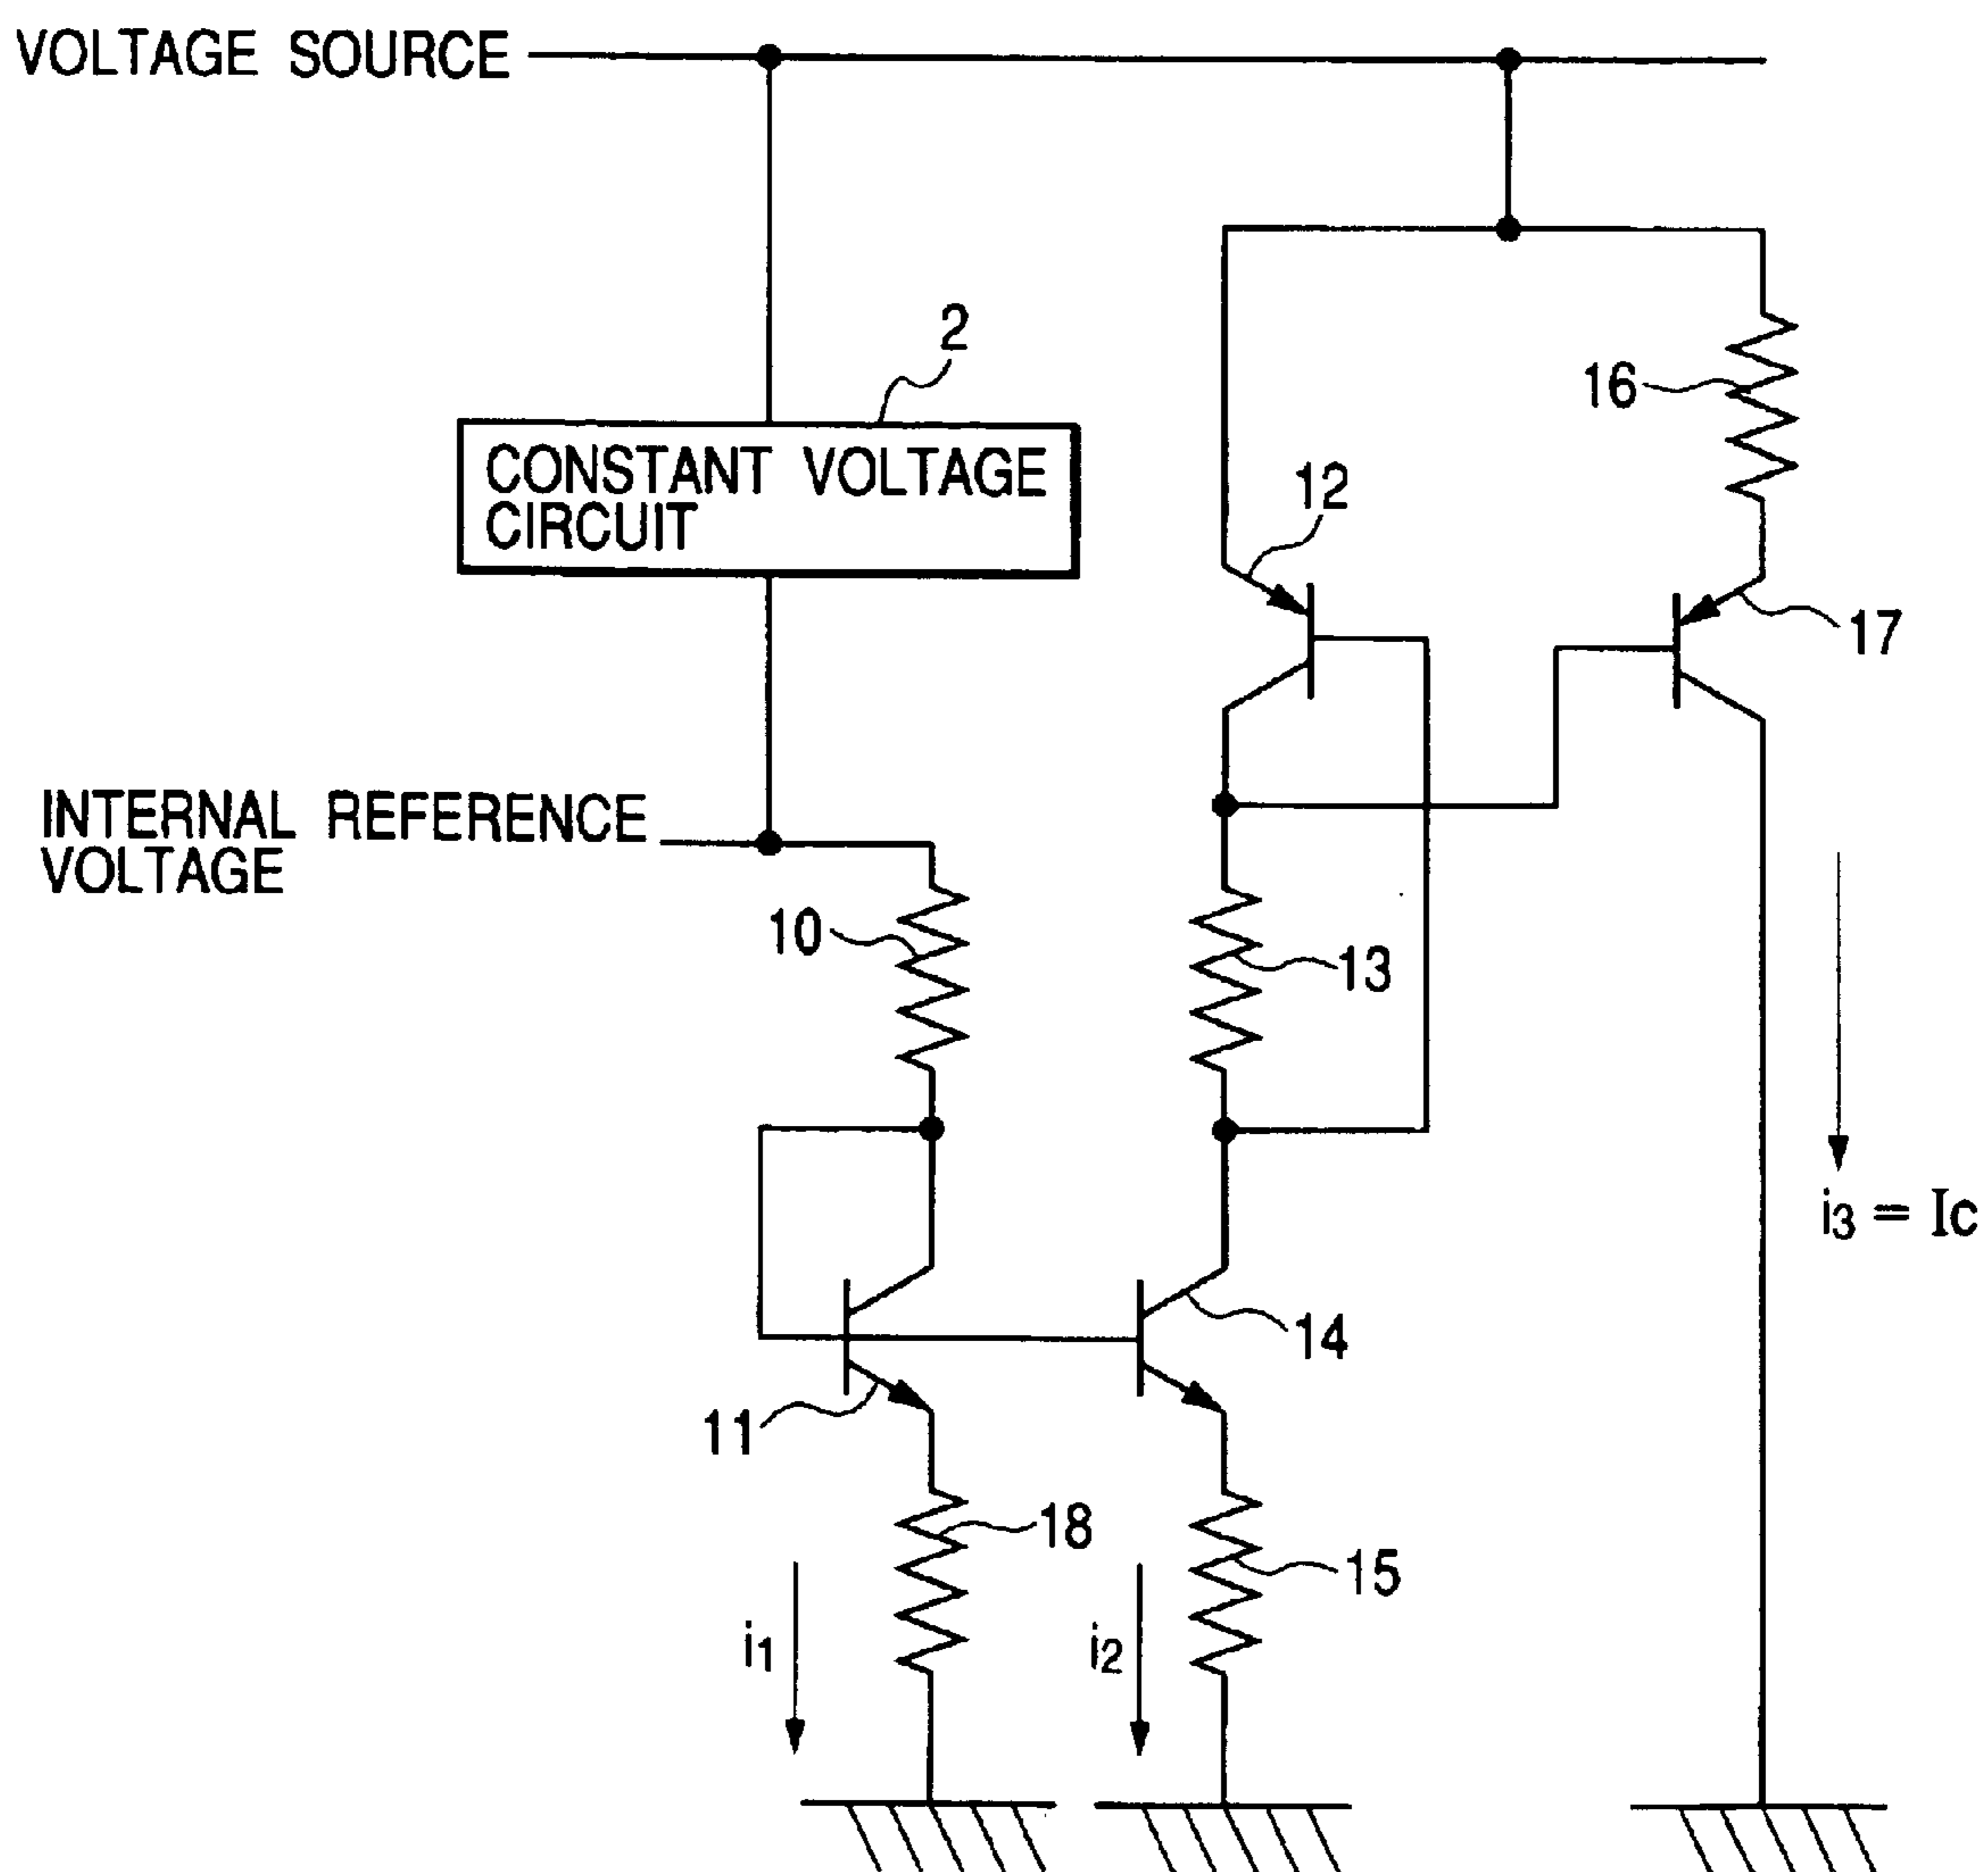 VOLTAGE SOURCE
2
CONSTANT VOLTAGE
CIRCUIT
16
12
17
INTERNAL REFERENCE
VOLTAGE
10
13
i3 = Ic
14
11
18
15
i1
i2